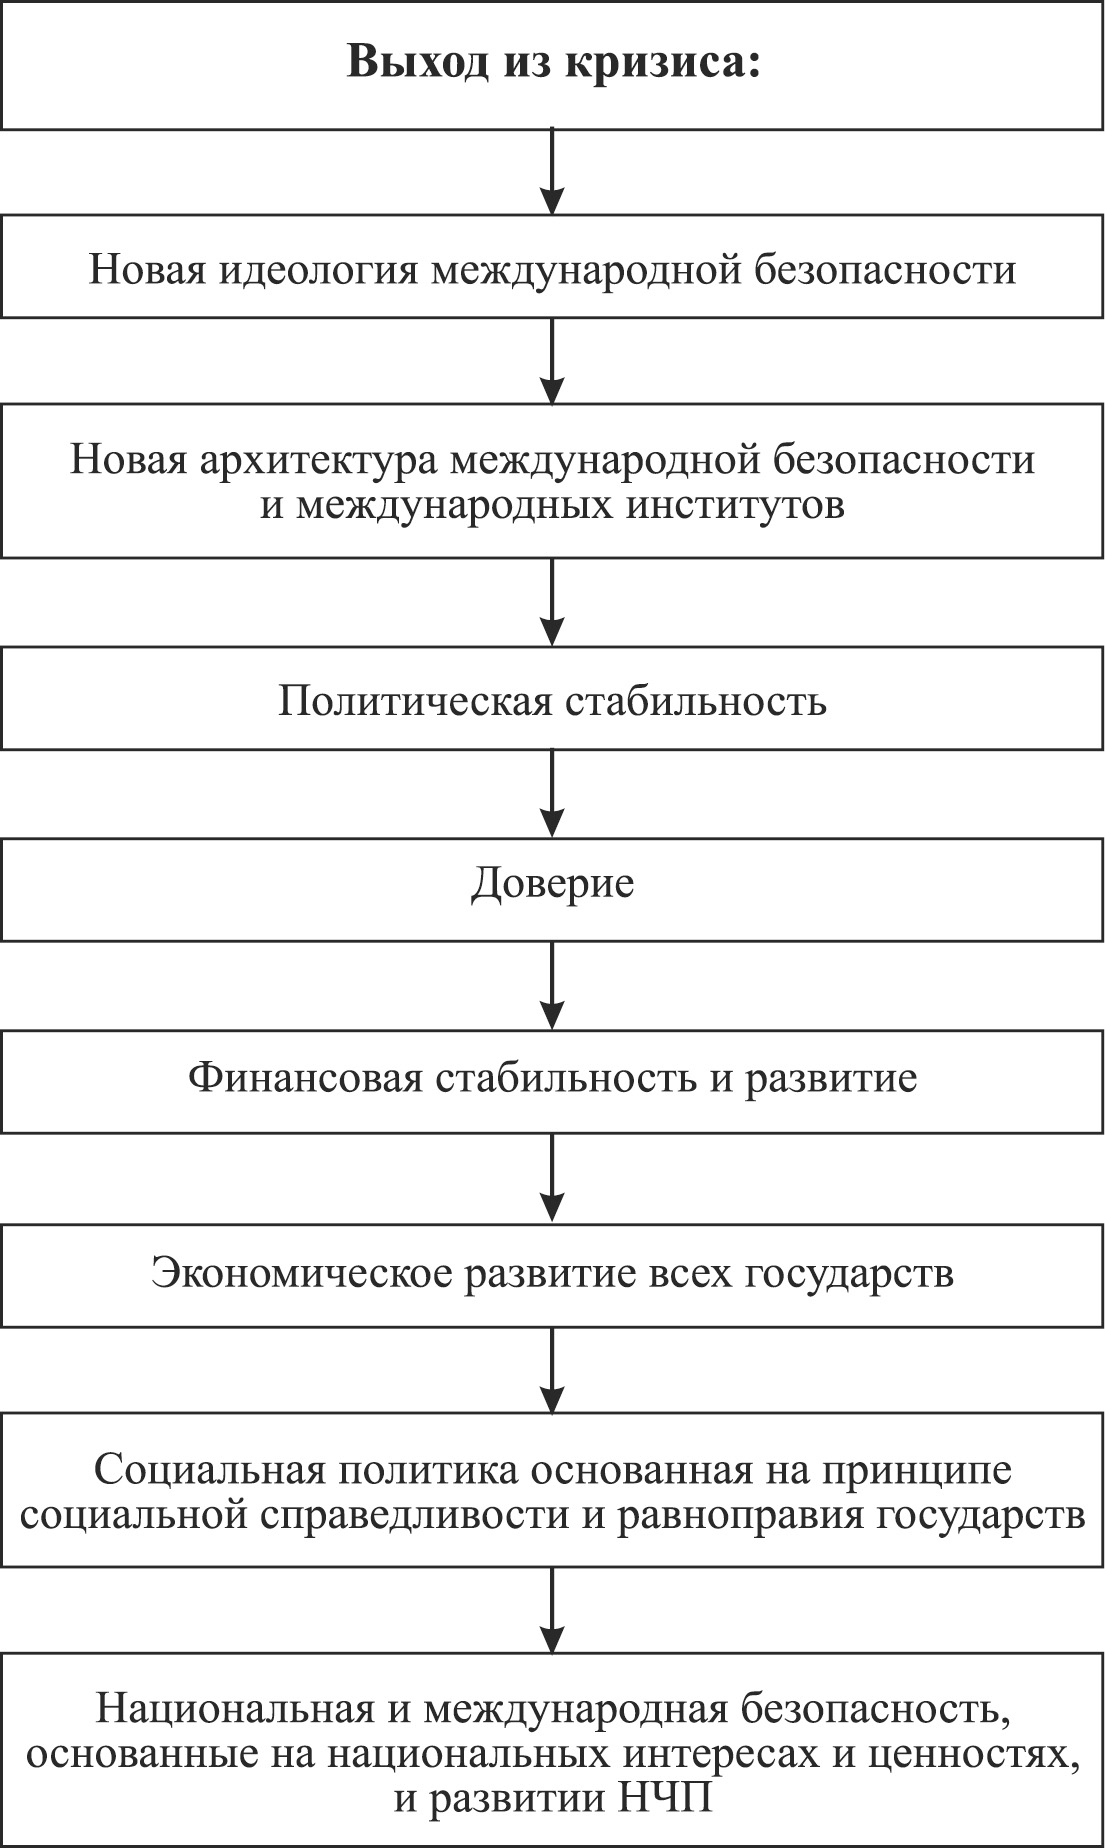 Выход из кризиса:
Новая идеология международной безопасности
Новая архитектура международной безопасности
и международных институтов
Политическая стабильность
Доверие
Финансовая стабильность и развитие
Экономическое развитие всех государств
Социальная политика основанная на принципе
социальной справедливости и равноправия государств
Национальная и международная безопасность,
основанные на национальных интересах и ценностях,
и развитии НЧП